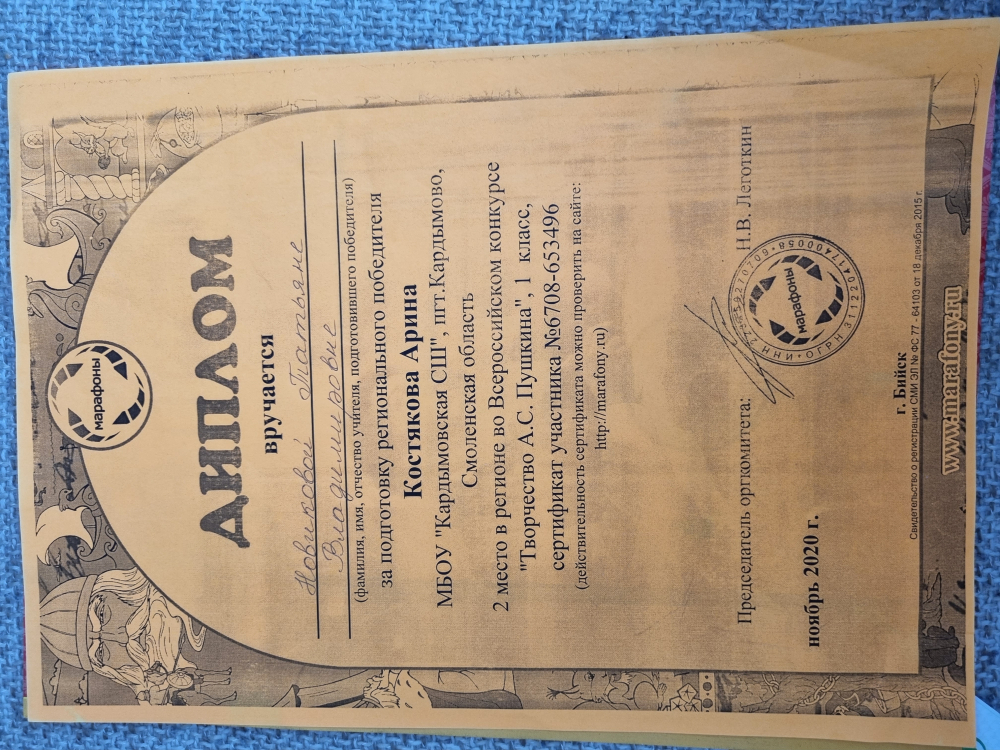 марафоны
ДИПЛОМ
вручается
Новиковой Татьяне
Владимировне
(фамилия, имя, отчество учителя, подготовившего победителя)
за подготовку регионального победителя
Костякова Арина
МБОУ "Кардымовская СШ", пгт.Кардымово,
Смоленская область
2 место в регионе во Всероссийском конкурсе
"Творчество А.С. Пушкина", 1 класс,
сертификат участника №6708-653496
(действительность сертификата можно проверить на сайте:
http://marafony.ru)
Председатель оргкомитета:
Н.В. Леготкин
марафоны
ноябрь 2020 г.
г. Бийск
Свидетельство о регистрации СМИ ЭЛ № ФС 77 - 64103 от 18 декабря 2015 г.
www.marafony.ru